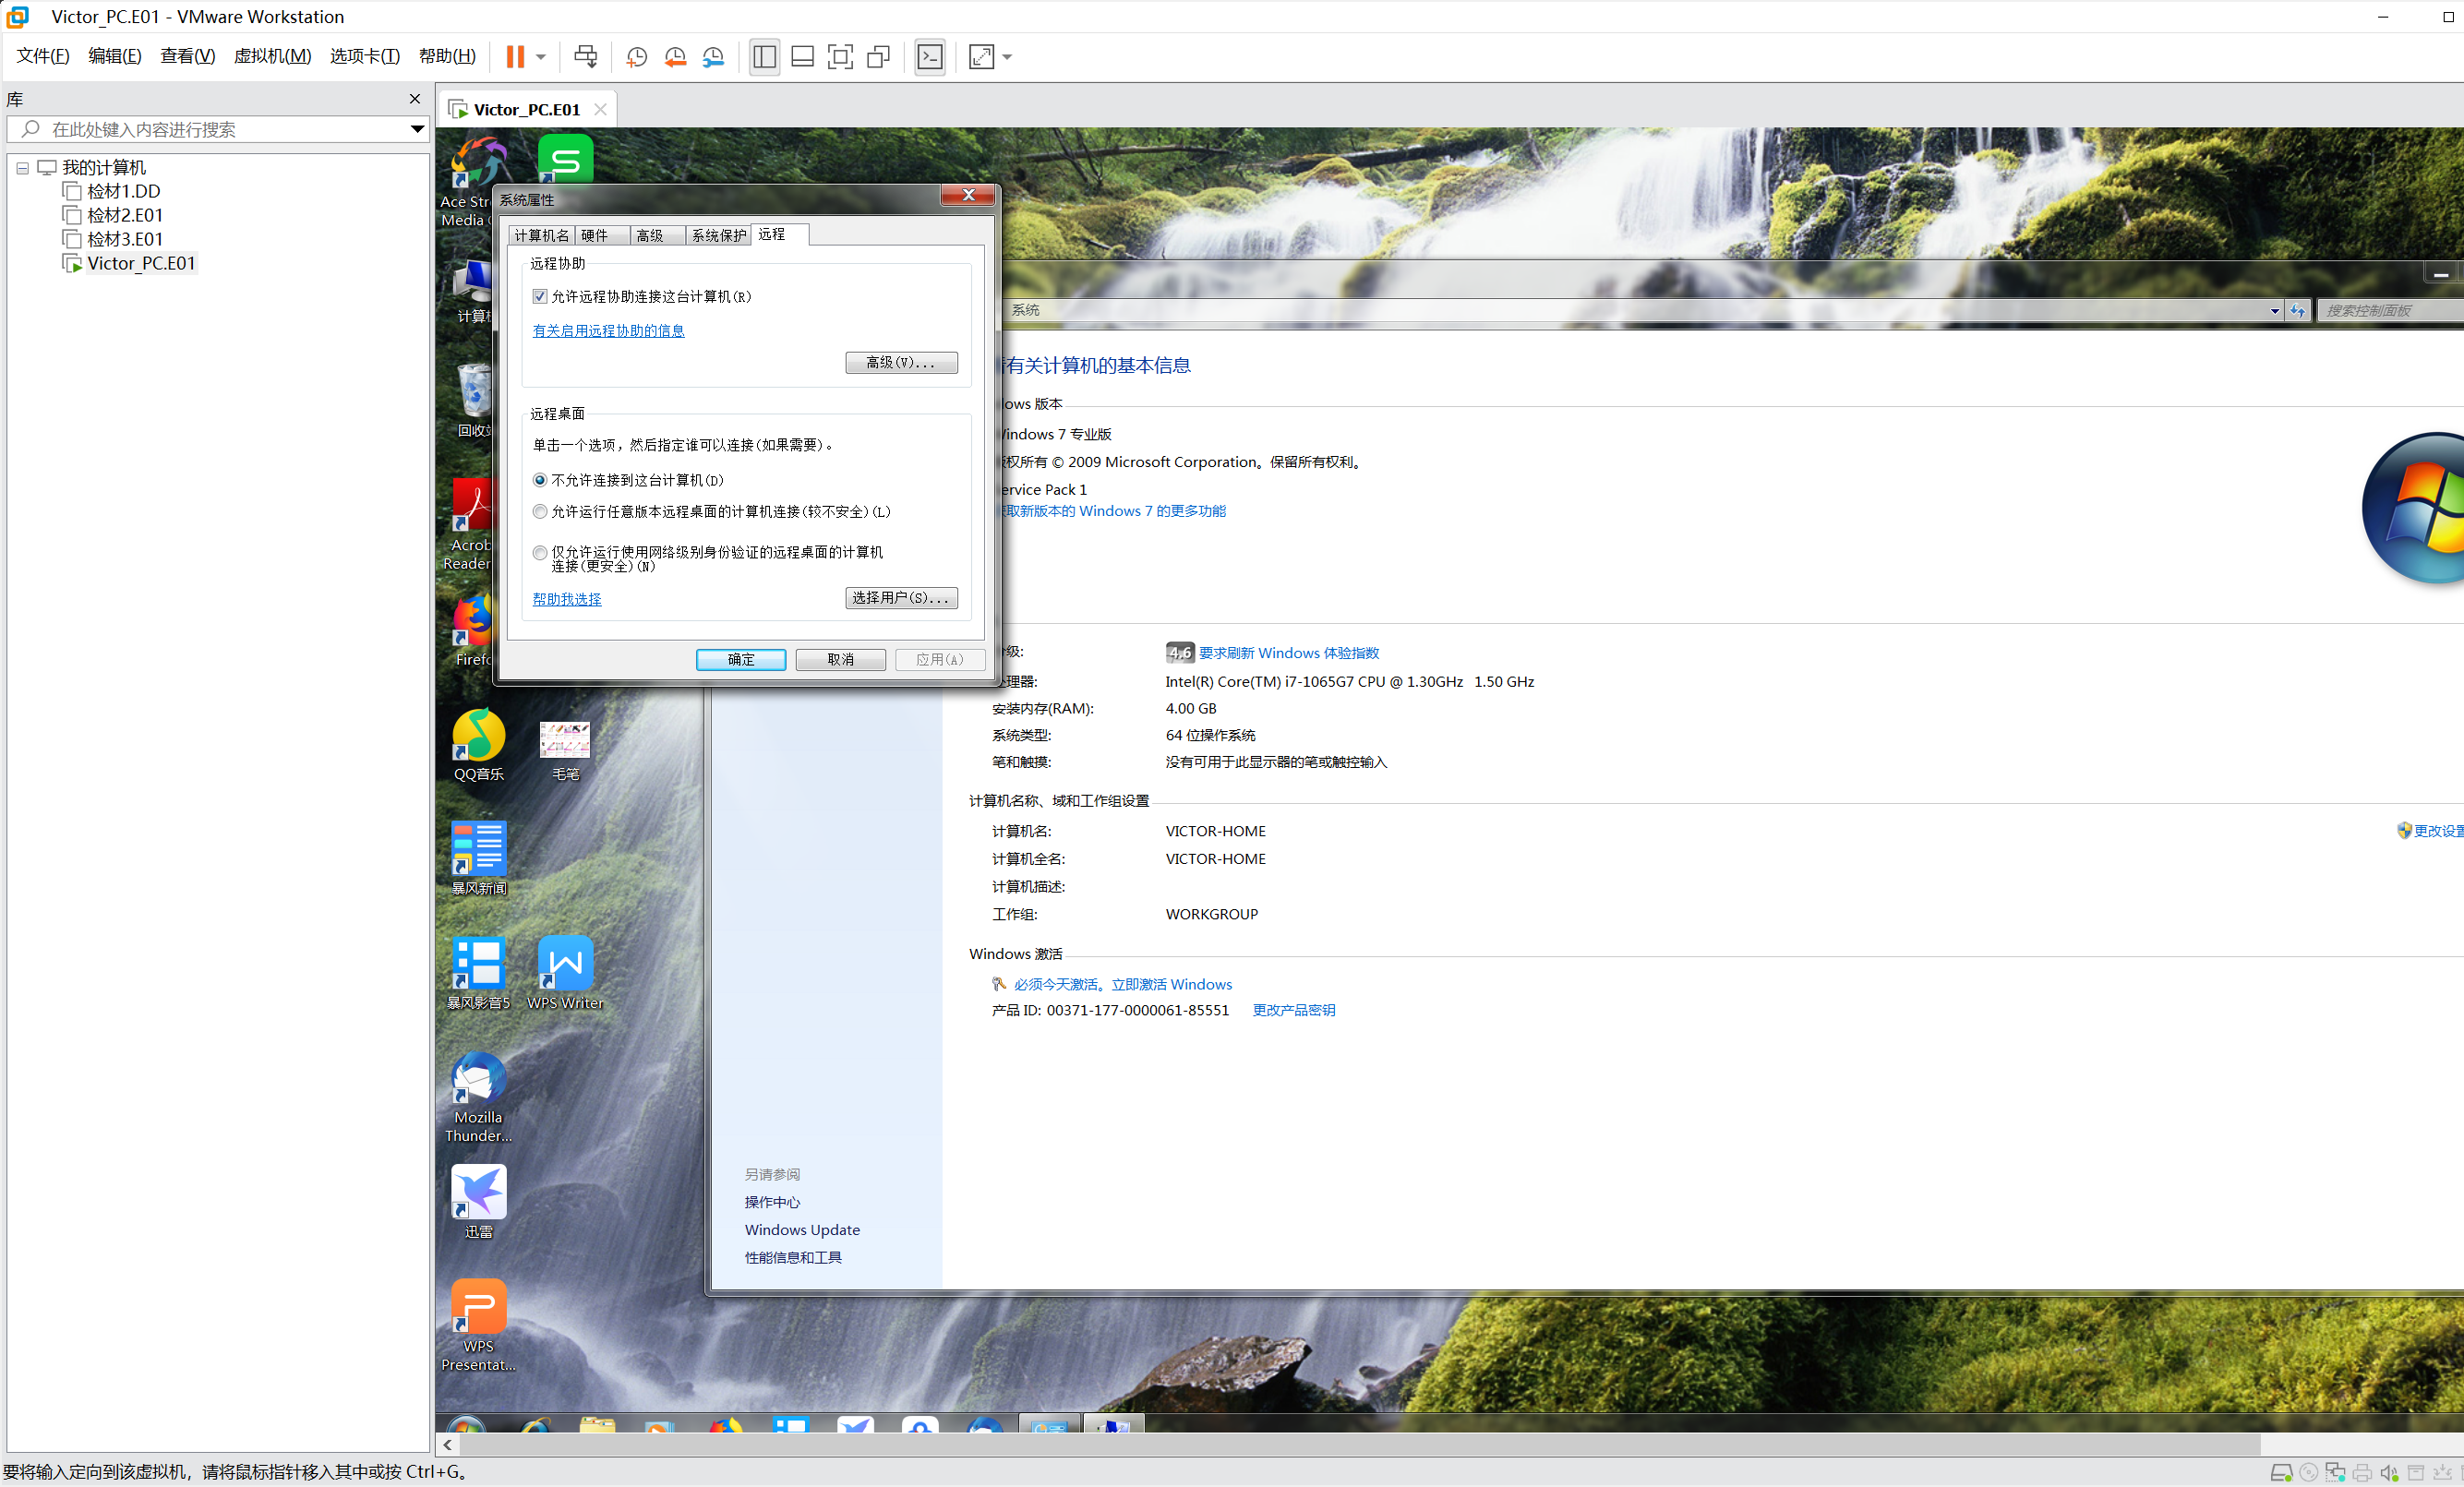 Victor_PC.E01 - VMware Workstation
文件(F) 编辑(E) 查看(V) 虚拟机(M) 选项卡(T) 帮助(H)
库
在此处键入内容进行搜索
我的计算机
检材1.DD
检材2.E01
检材3.E01
Victor_PC.E01
Victor_PC.E01
Ace Str
Media
计算机
回收站
Acrob
Reader
Firefo
QQ音乐
毛笔
暴风新闻
暴风影音5
WPS Writer
Mozilla
Thunder...
迅雷
WPS
Presentat...
系统属性
计算机名 硬件 高级 系统保护 远程
远程协助
允许远程协助连接这台计算机(R)
有关启用远程协助的信息
高级(V)...
远程桌面
单击一个选项，然后指定谁可以连接(如果需要)。
不允许连接到这台计算机(D)
允许运行任意版本远程桌面的计算机连接(较不安全)(L)
仅允许运行使用网络级别身份验证的远程桌面的计算机
连接(更安全)(N)
帮助我选择
选择用户(S)...
确定 取消 应用(A)
系统
搜索控制面板
有关计算机的基本信息
ows 版本
indows 7 专业版
权所有 © 2009 Microsoft Corporation。保留所有权利。
ervice Pack 1
取新版本的 Windows 7 的更多功能
级:
4.6 要求刷新 Windows 体验指数
理器:
Intel(R) Core(TM) i7-1065G7 CPU @ 1.30GHz 1.50 GHz
安装内存(RAM): 4.00 GB
系统类型: 64 位操作系统
笔和触摸: 没有可用于此显示器的笔或触控输入
计算机名称、域和工作组设置
计算机名: VICTOR-HOME
更改设置
计算机全名: VICTOR-HOME
计算机描述:
工作组: WORKGROUP
Windows 激活
必须今天激活。立即激活 Windows
产品 ID: 00371-177-0000061-85551 更改产品密钥
另请参阅
操作中心
Windows Update
性能信息和工具
要将输入定向到该虚拟机，请将鼠标指针移入其中或按 Ctrl+G。